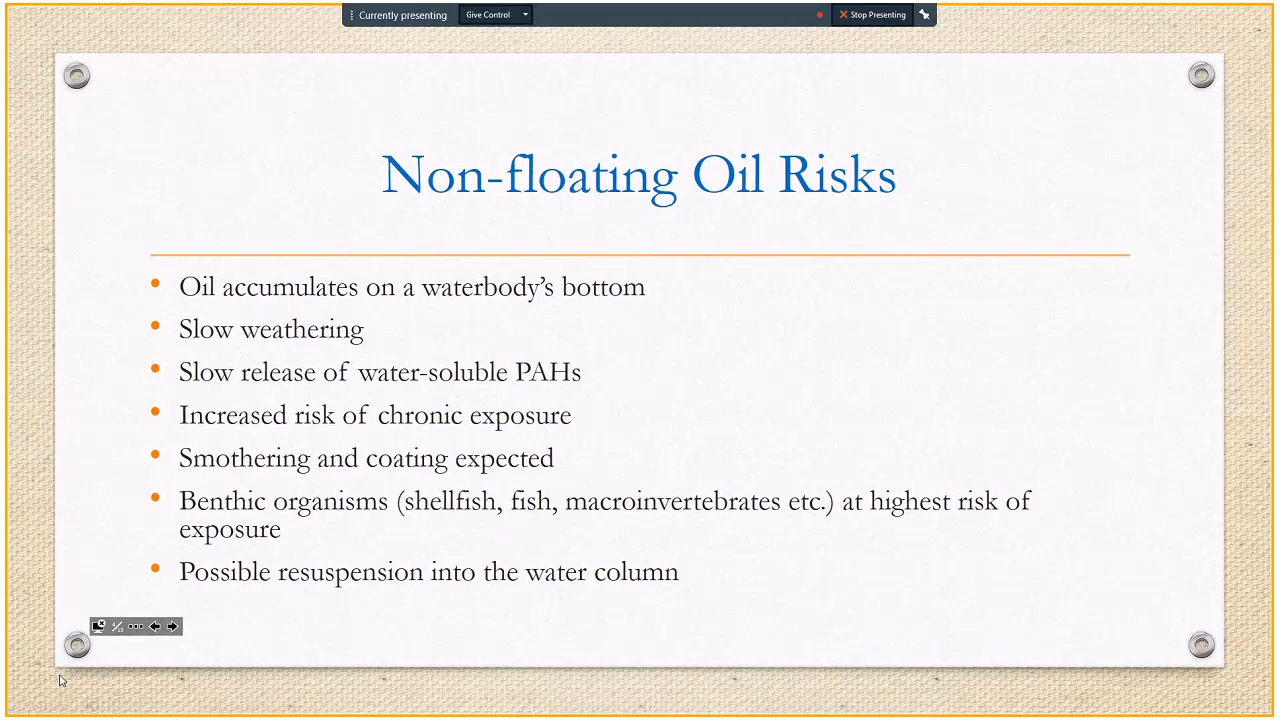 Currently presenting
Give Control
Stop Presenting
Non-floating Oil Risks
• Oil accumulates on a waterbody’s bottom
• Slow weathering
• Slow release of water-soluble PAHs
• Increased risk of chronic exposure
• Smothering and coating expected
• Benthic organisms (shellfish, fish, macroinvertebrates etc.) at highest risk of
exposure
• Possible resuspension into the water column